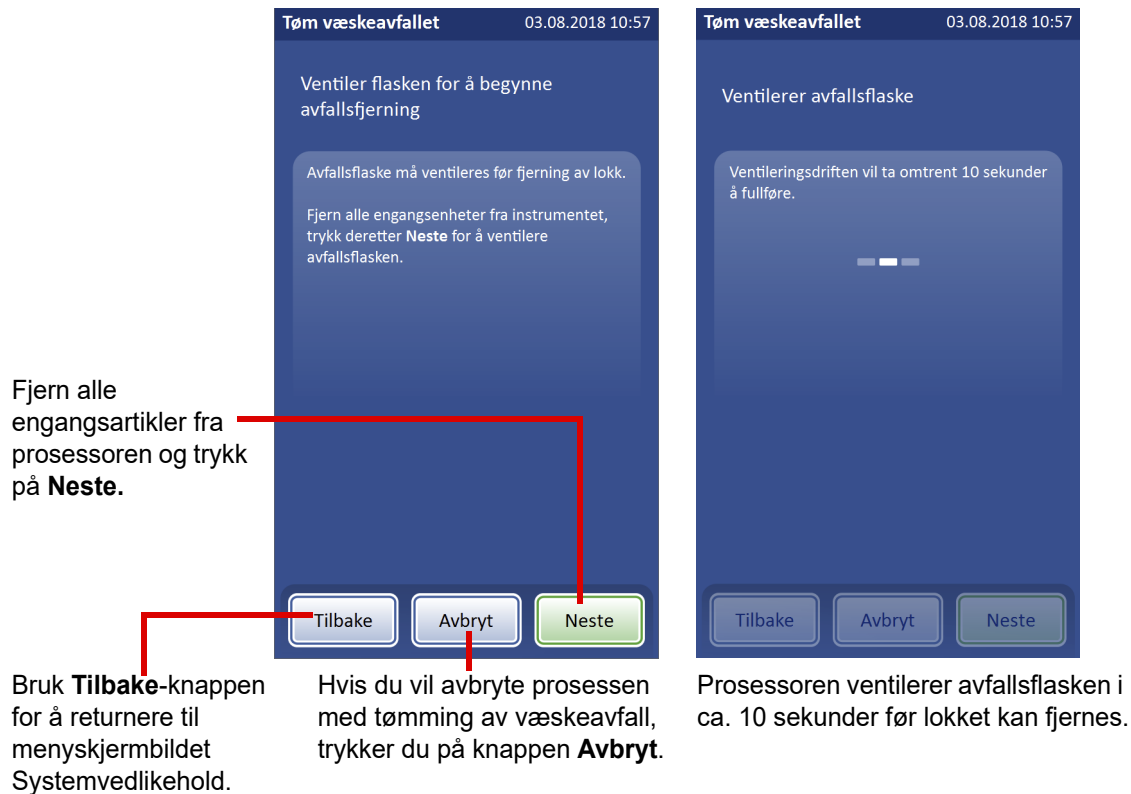 Tøm væskeavfallet 03.08.2018 10:57
Ventiler flasken for å begynne
avfallsfjerning
Avfallsflaske må ventileres før fjerning av lokk.
Fjern alle engangsenheter fra instrumentet,
trykk deretter Neste for å ventilere
avfallsflasken.
Tilbake Avbryt Neste
Tøm væskeavfallet 03.08.2018 10:57
Ventilerer avfallsflaske
Ventileringsdriften vil ta omtrent 10 sekunder
å fullføre.
Tilbake Avbryt Neste
Fjern alle
engangsartikler fra
prosessoren og trykk
på Neste.
Bruk Tilbake-knappen
for å returnere til
menyskjermbildet
Systemvedlikehold.
Hvis du vil avbryte prosessen
med tømming av væskeavfall,
trykker du på knappen Avbryt.
Prosessoren ventilerer avfallsflasken i
ca. 10 sekunder før lokket kan fjernes.